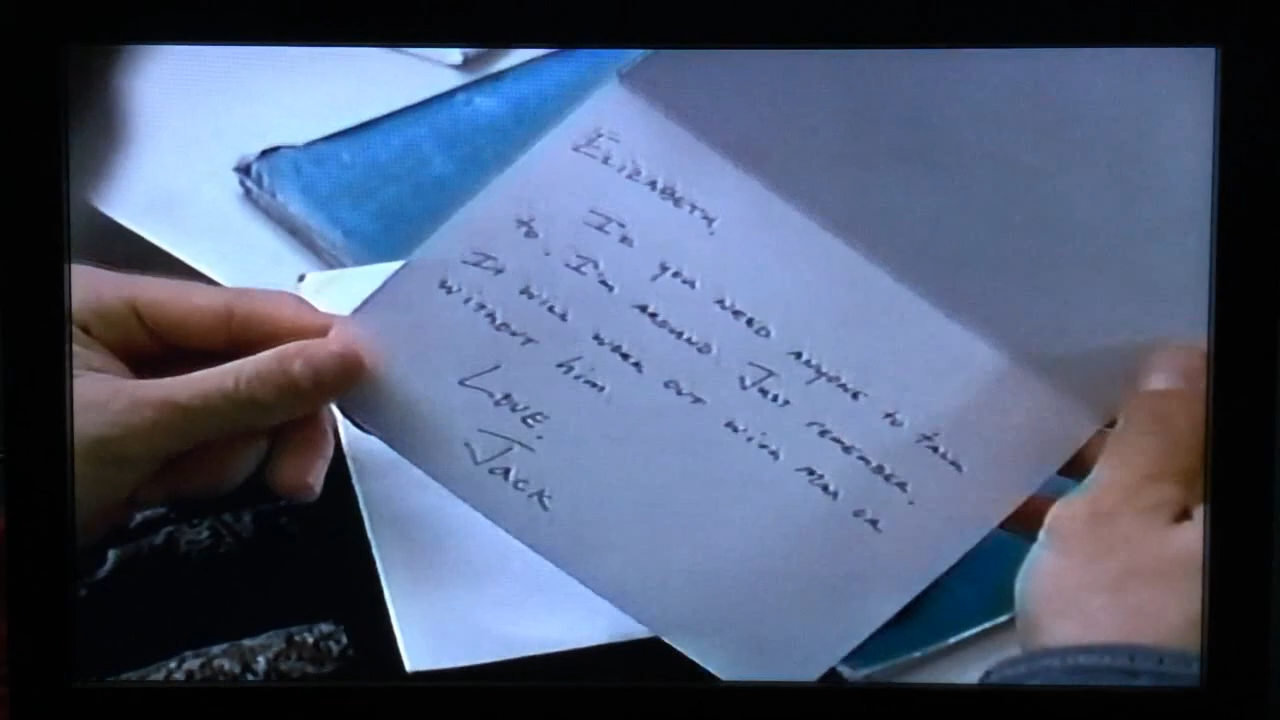 ELIZABETH,
If you NEED anyone to talk
to, I'm AROUND. JUST remember,
IT WILL WORK OUT WITH MAX OR
WITHOUT him
LOVE,
JACK